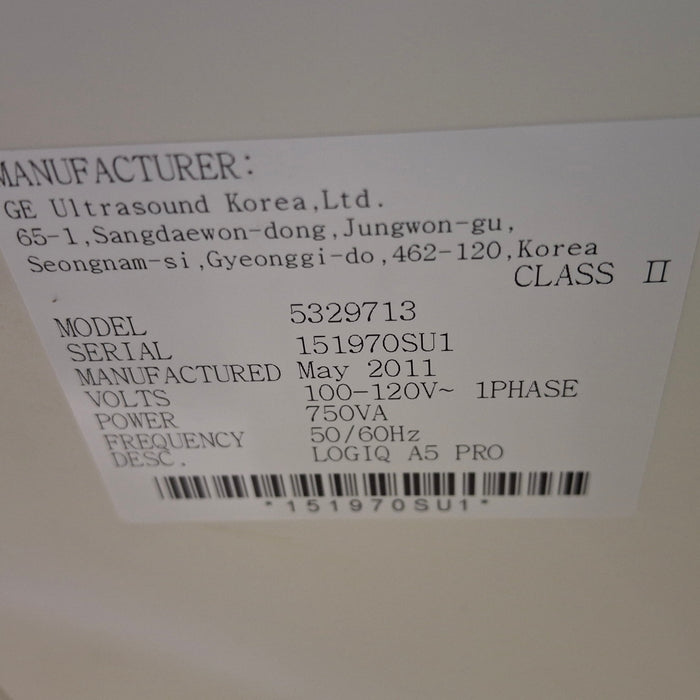 MANUFACTURER:
GE Ultrasound Korea,Ltd.
65-1,Sangdaewon-dong,Jungwon-gu,
Seongnam-si,Gyeonggi-do,462-120,Korea
CLASS II
MODEL 5329713
SERIAL 151970SU1
MANUFACTURED May 2011
VOLTS 100-120V~ 1PHASE
POWER 750VA
FREQUENCY 50/60Hz
DESC. LOGIQ A5 PRO
*151970SU1*